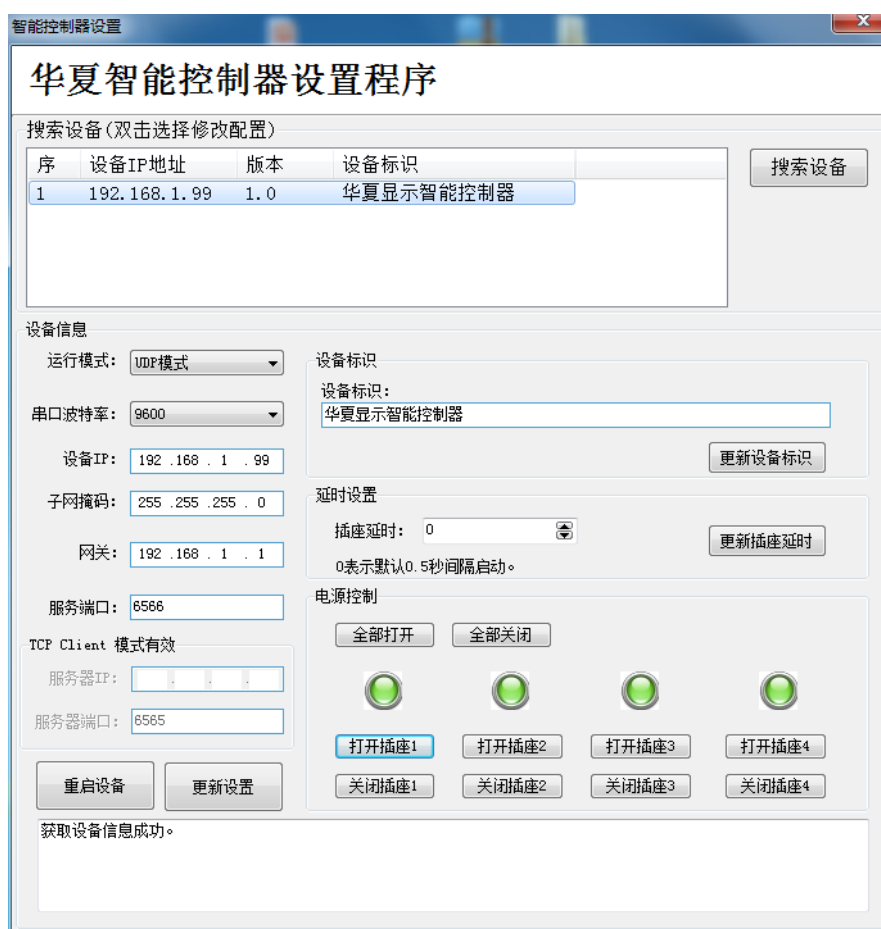 智能控制器设置
华夏智能控制器设置程序
搜索设备(双击选择修改配置)
序 设备IP地址 版本 设备标识
1 192.168.1.99 1.0 华夏显示智能控制器
搜索设备
设备信息
运行模式: UDP模式
串口波特率: 9600
设备IP: 192 .168 . 1 . 99
子网掩码: 255 .255 .255 . 0
网关: 192 .168 . 1 . 1
服务端口: 6566
TCP Client 模式有效
服务器IP: . . .
服务器端口: 6565
重启设备 更新设置
设备标识
设备标识:
华夏显示智能控制器
更新设备标识
延时设置
插座延时: 0
更新插座延时
0表示默认0.5秒间隔启动。
电源控制
全部打开 全部关闭
打开插座1 打开插座2 打开插座3 打开插座4
关闭插座1 关闭插座2 关闭插座3 关闭插座4
获取设备信息成功。